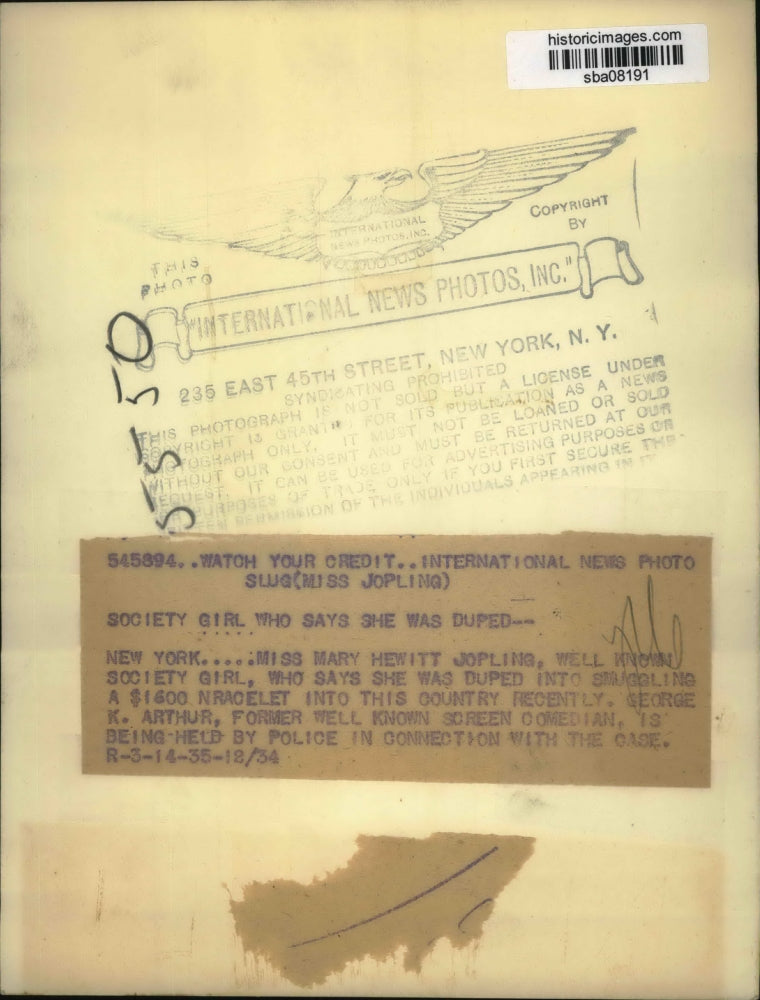 historicimages.com
sba08191
INTERNATIONAL
NEWS PHOTOS, INC.
COPYRIGHT
BY
THIS
PHOTO
"INTERNATIONAL NEWS PHOTOS, INC."
235 EAST 45TH STREET, NEW YORK, N. Y.
SYNDICATING PROHIBITED
THIS PHOTOGRAPH IS NOT SOLD BUT A LICENSE UNDER
COPYRIGHT IS GRANTED FOR ITS PUBLICATION AS A NEWS
PHOTOGRAPH ONLY. IT MUST NOT BE LOANED OR SOLD
WITHOUT OUR CONSENT AND MUST BE RETURNED AT OUR
REQUEST. IT CAN BE USED FOR ADVERTISING PURPOSES OR
PURPOSES OF TRADE ONLY IF YOU FIRST SECURE THE
PERMISSION OF THE INDIVIDUALS APPEARING IN IT
545894..WATCH YOUR CREDIT..INTERNATIONAL NEWS PHOTO
SLUG(MISS JOPLING)
SOCIETY GIRL WHO SAYS SHE WAS DUPED--
NEW YORK.....MISS MARY HEWITT JOPLING, WELL KNOWN
SOCIETY GIRL, WHO SAYS SHE WAS DUPED INTO SMUGGLING
A $1600 NRACELET INTO THIS COUNTRY RECENTLY. GEORGE
K. ARTHUR, FORMER WELL KNOWN SCREEN COMEDIAN, IS
BEING HELD BY POLICE IN CONNECTION WITH THE CASE.
R-3-14-35-12/34